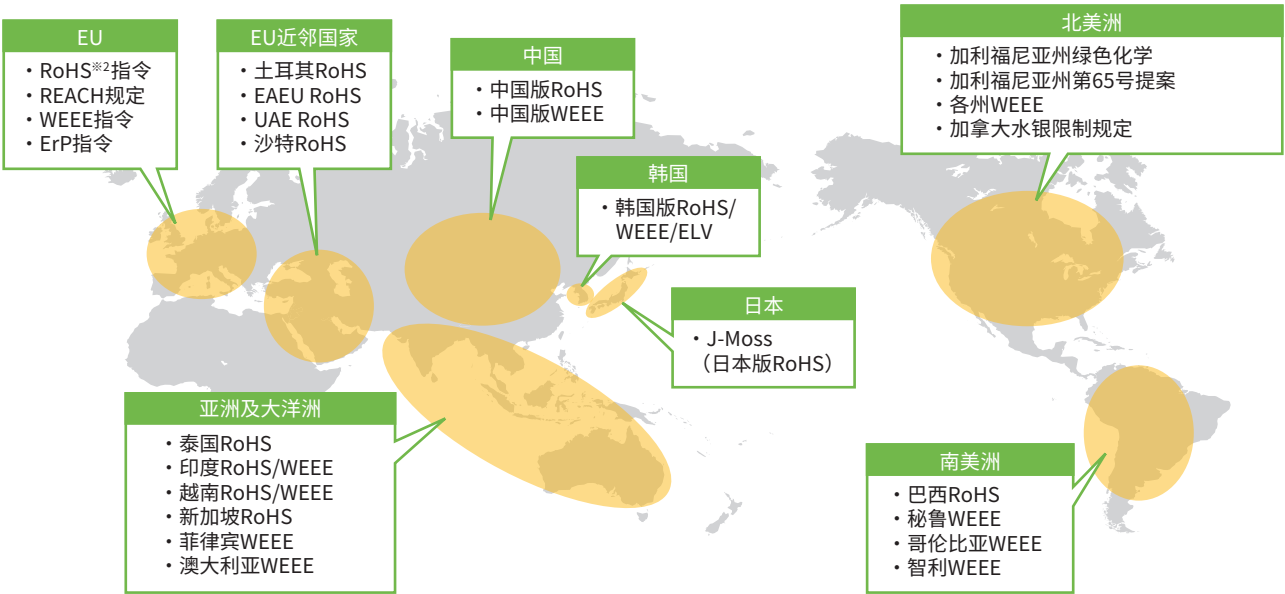 EU
・RoHS※2指令
・REACH规定
・WEEE指令
・ErP指令
EU近邻国家
・土耳其RoHS
・EAEU RoHS
・UAE RoHS
・沙特RoHS
中国
・中国版RoHS
・中国版WEEE
韩国
・韩国版RoHS/
WEEE/ELV
日本
・J-Moss
（日本版RoHS）
北美洲
・加利福尼亚州绿色化学
・加利福尼亚州第65号提案
・各州WEEE
・加拿大水银限制规定
亚洲及大洋洲
・泰国RoHS
・印度RoHS/WEEE
・越南RoHS/WEEE
・新加坡RoHS
・菲律宾WEEE
・澳大利亚WEEE
南美洲
・巴西RoHS
・秘鲁WEEE
・哥伦比亚WEEE
・智利WEEE